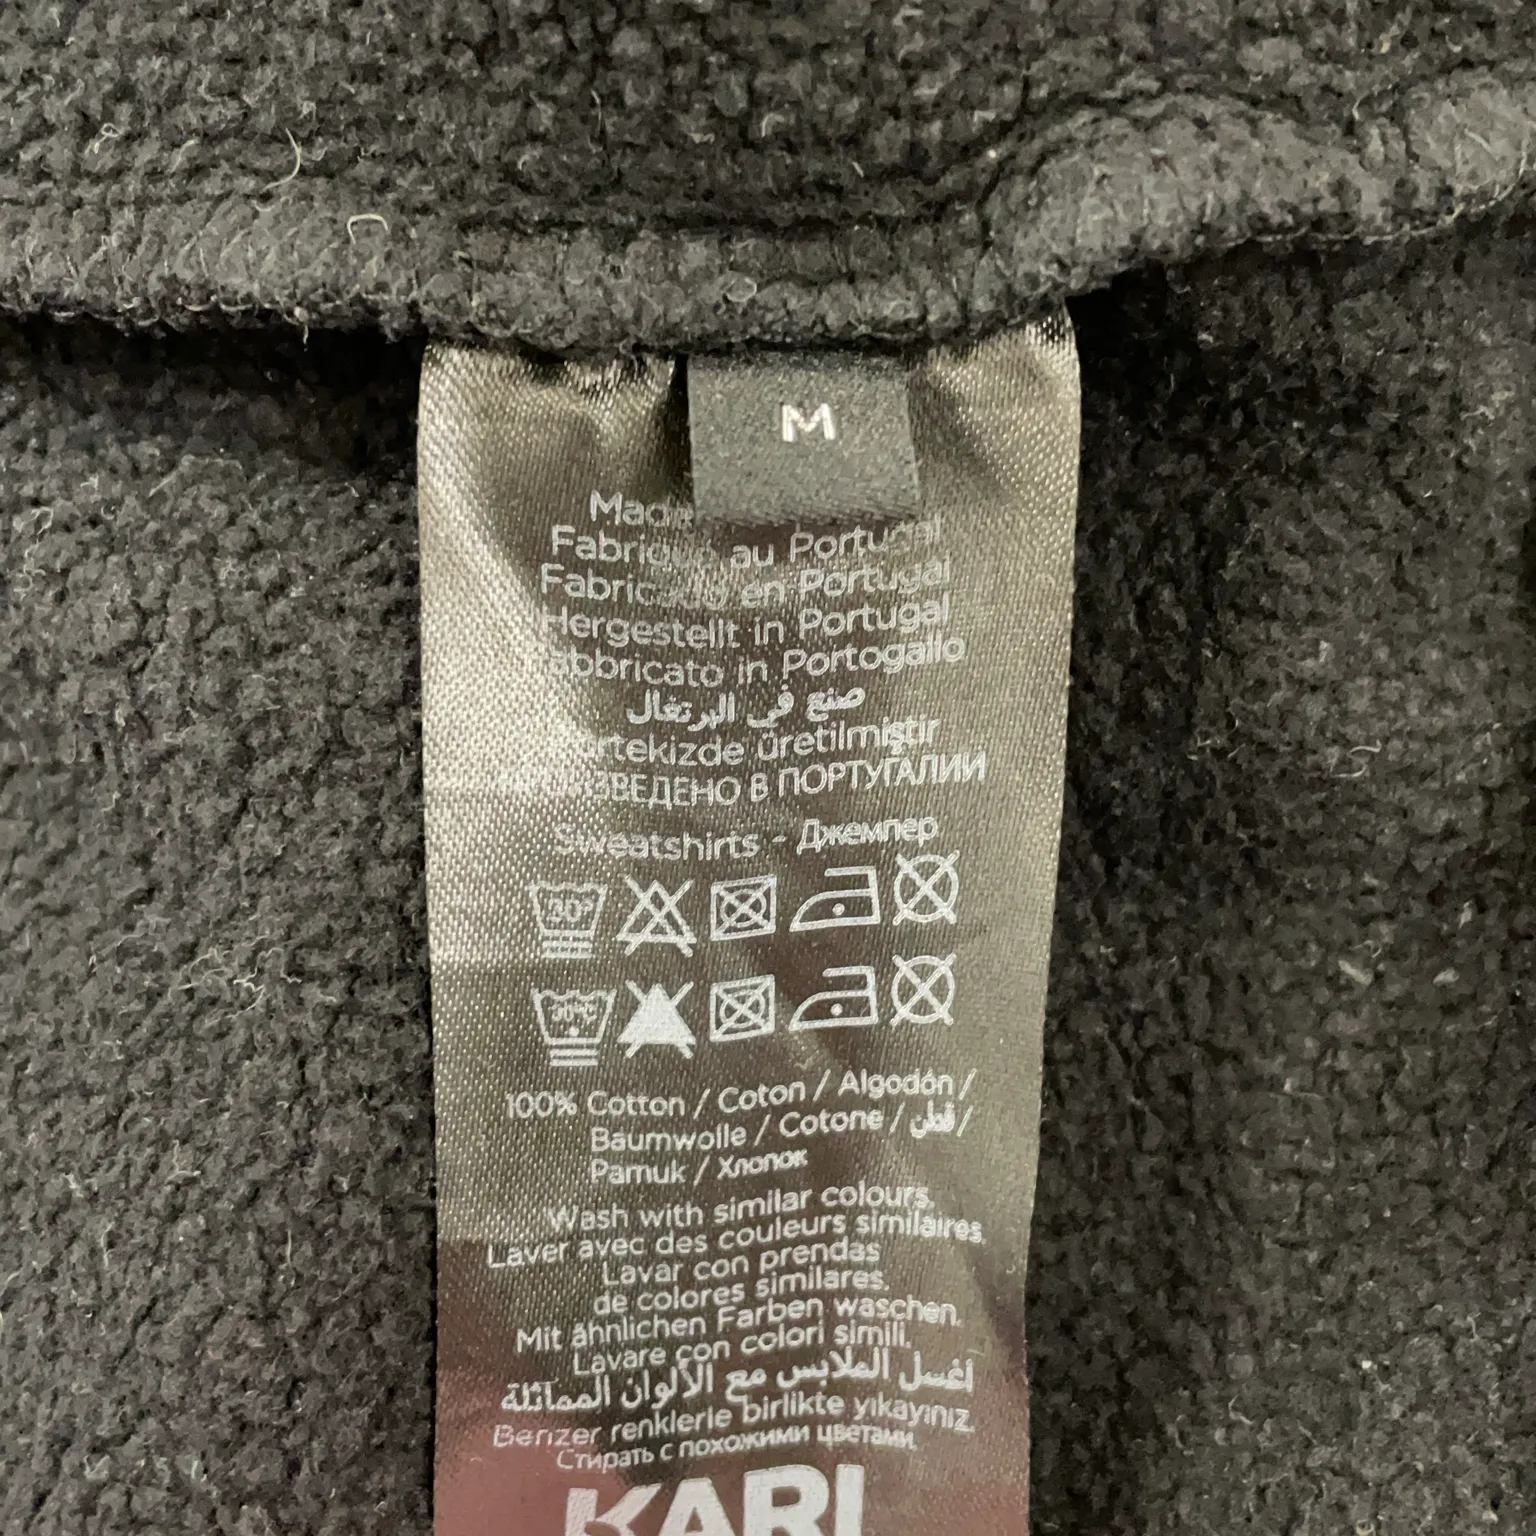 M
Made
Fabriqué au Portugal
Fabricado en Portugal
Hergestellt in Portugal
Fabbricato in Portogallo
صنع في البرتغال
Portekizde üretilmiştir
ПРОИЗВЕДЕНО В ПОРТУГАЛИИ
Sweatshirts - Джемпер
30°
30°C
100% Cotton / Coton / Algodón /
Baumwolle / Cotone / قطن /
Pamuk / Хлопок
Wash with similar colours.
Laver avec des couleurs similaires.
Lavar con prendas
de colores similares.
Mit ähnlichen Farben waschen.
Lavare con colori simili.
اغسل الملابس مع الألوان المماثلة
Benzer renklerle birlikte yıkayınız.
Стирать с похожими цветами.
KARL